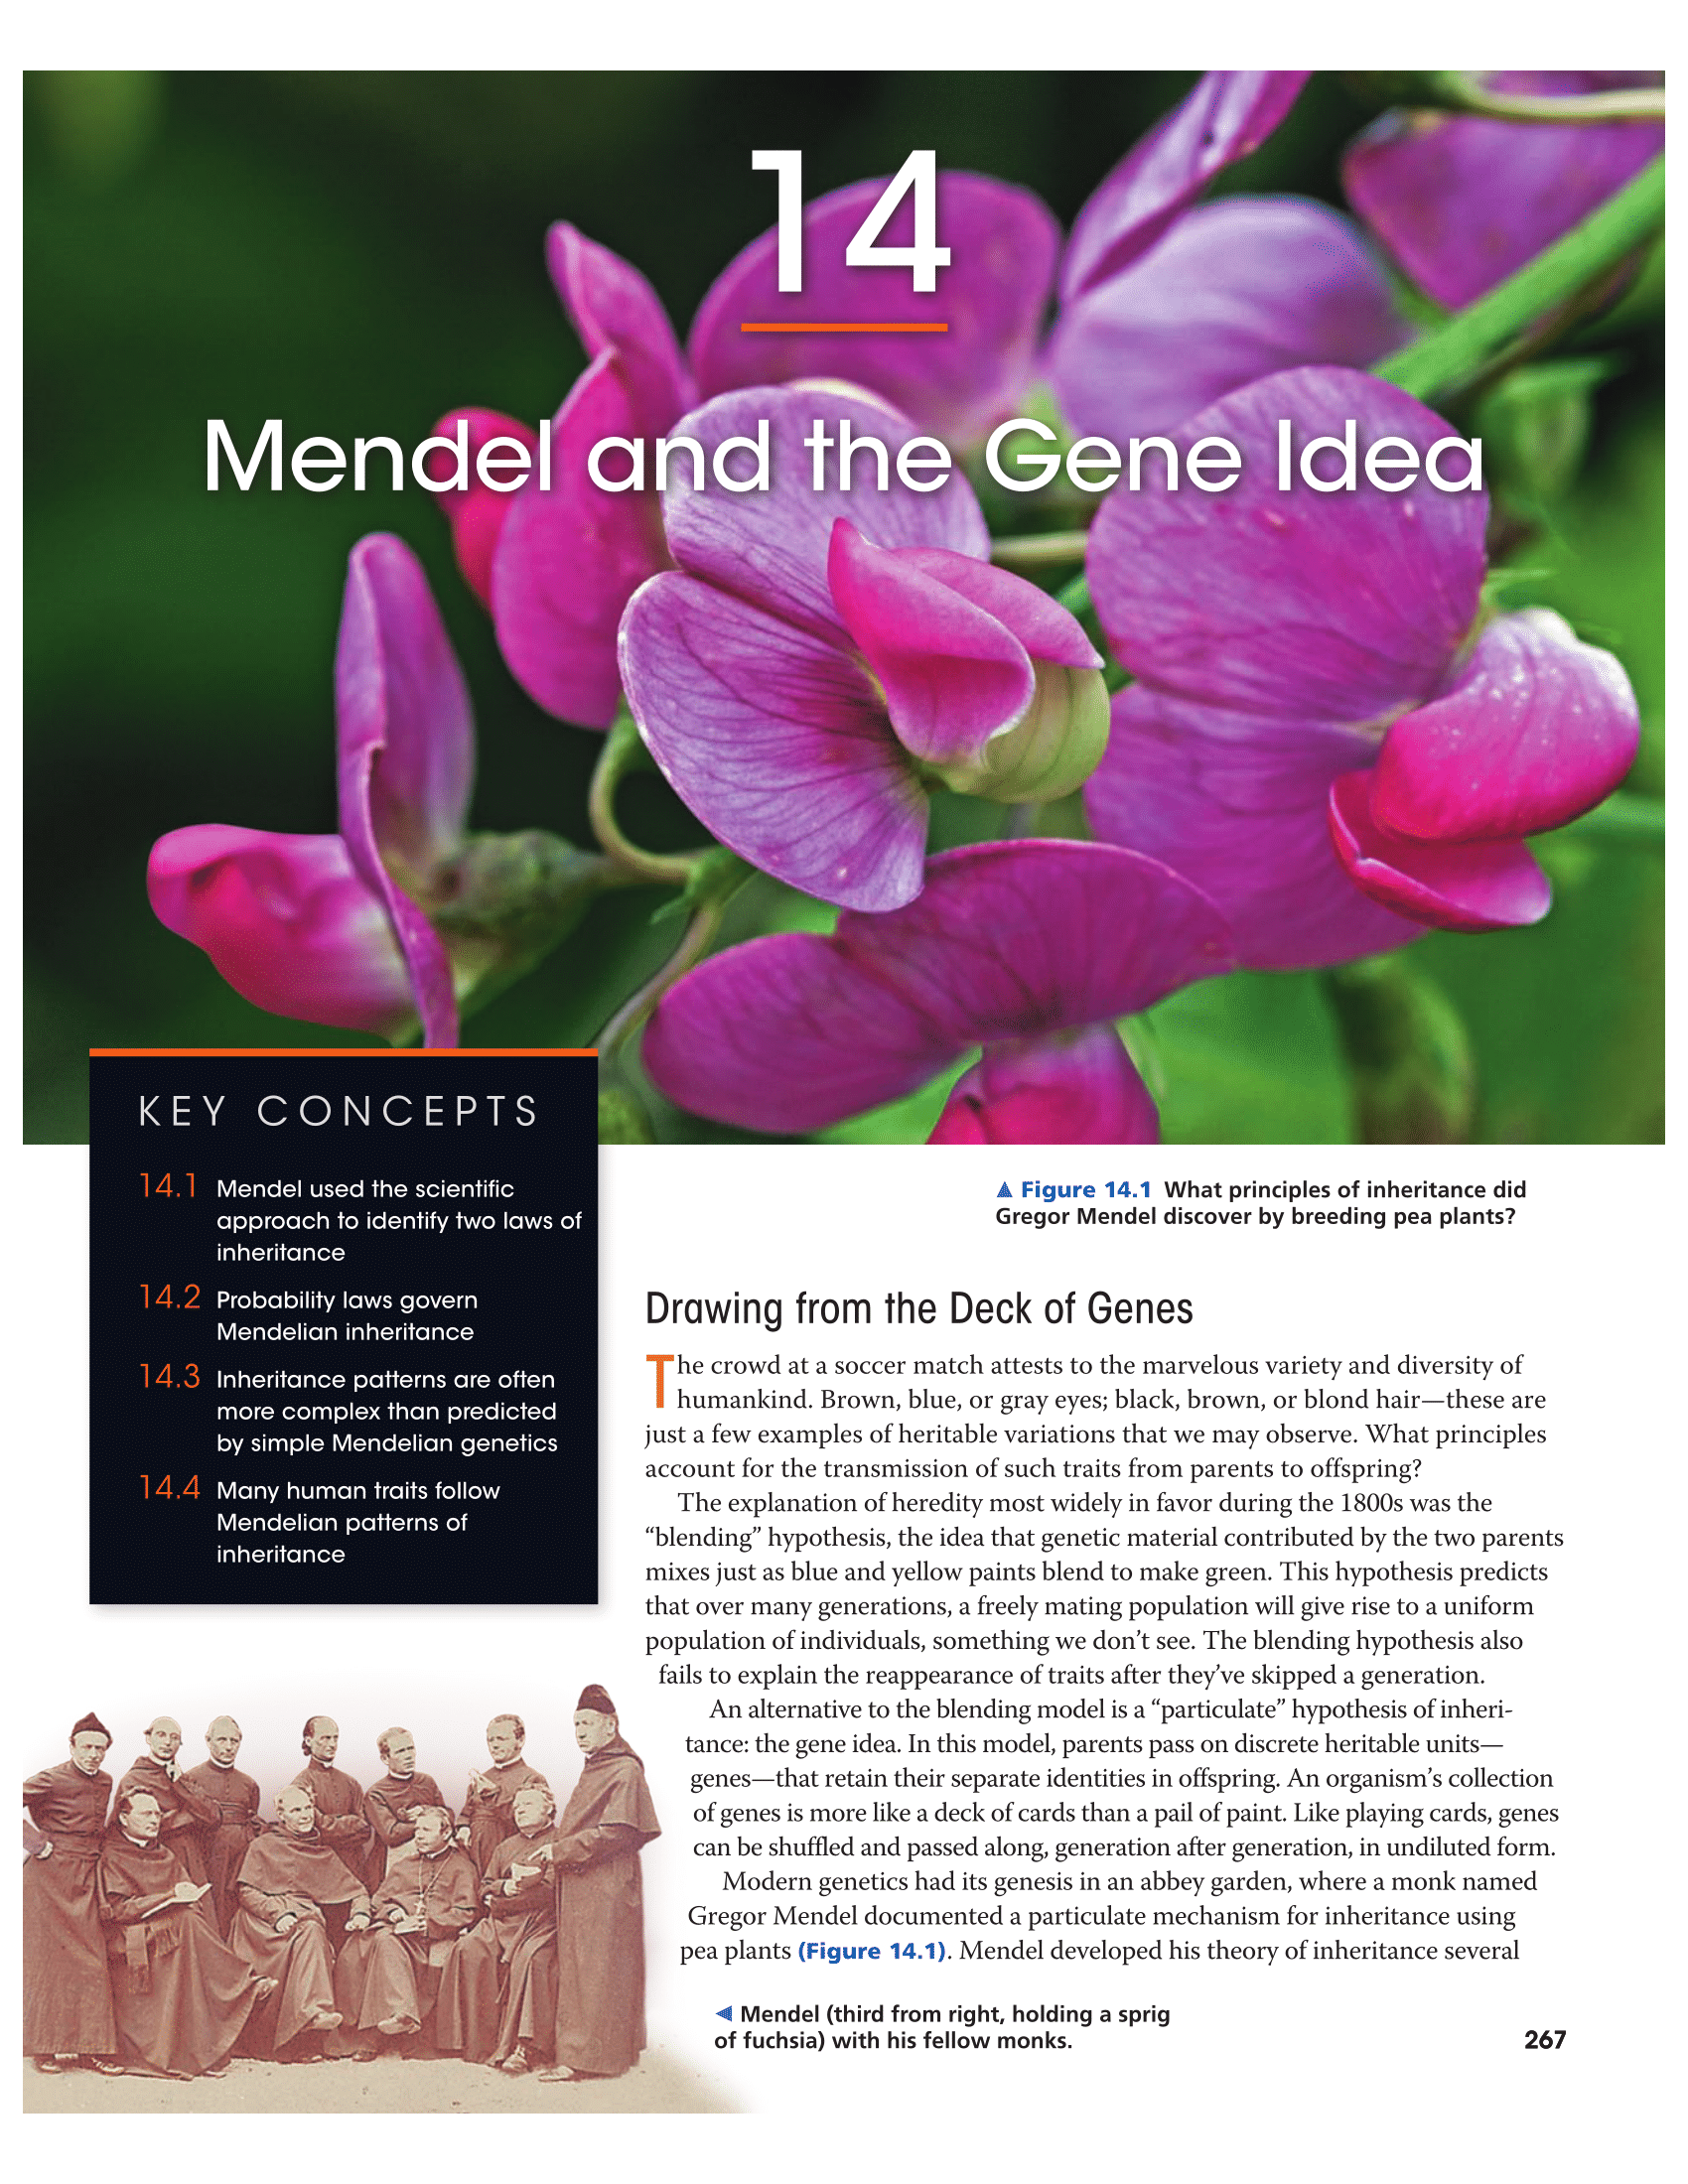 14
Mendel and the Gene Idea
KEY CONCEPTS
14.1 Mendel used the scientific
approach to identify two laws of
inheritance
14.2 Probability laws govern
Mendelian inheritance
14.3 Inheritance patterns are often
more complex than predicted
by simple Mendelian genetics
14.4 Many human traits follow
Mendelian patterns of
inheritance
▲ Figure 14.1 What principles of inheritance did
Gregor Mendel discover by breeding pea plants?
Drawing from the Deck of Genes
The crowd at a soccer match attests to the marvelous variety and diversity of
humankind. Brown, blue, or gray eyes; black, brown, or blond hair—these are
just a few examples of heritable variations that we may observe. What principles
account for the transmission of such traits from parents to offspring?
The explanation of heredity most widely in favor during the 1800s was the
“blending” hypothesis, the idea that genetic material contributed by the two parents
mixes just as blue and yellow paints blend to make green. This hypothesis predicts
that over many generations, a freely mating population will give rise to a uniform
population of individuals, something we don’t see. The blending hypothesis also
fails to explain the reappearance of traits after they’ve skipped a generation.
An alternative to the blending model is a “particulate” hypothesis of inheri-
tance: the gene idea. In this model, parents pass on discrete heritable units—
genes—that retain their separate identities in offspring. An organism’s collection
of genes is more like a deck of cards than a pail of paint. Like playing cards, genes
can be shuffled and passed along, generation after generation, in undiluted form.
Modern genetics had its genesis in an abbey garden, where a monk named
Gregor Mendel documented a particulate mechanism for inheritance using
pea plants (Figure 14.1). Mendel developed his theory of inheritance several
◀ Mendel (third from right, holding a sprig
of fuchsia) with his fellow monks.
267